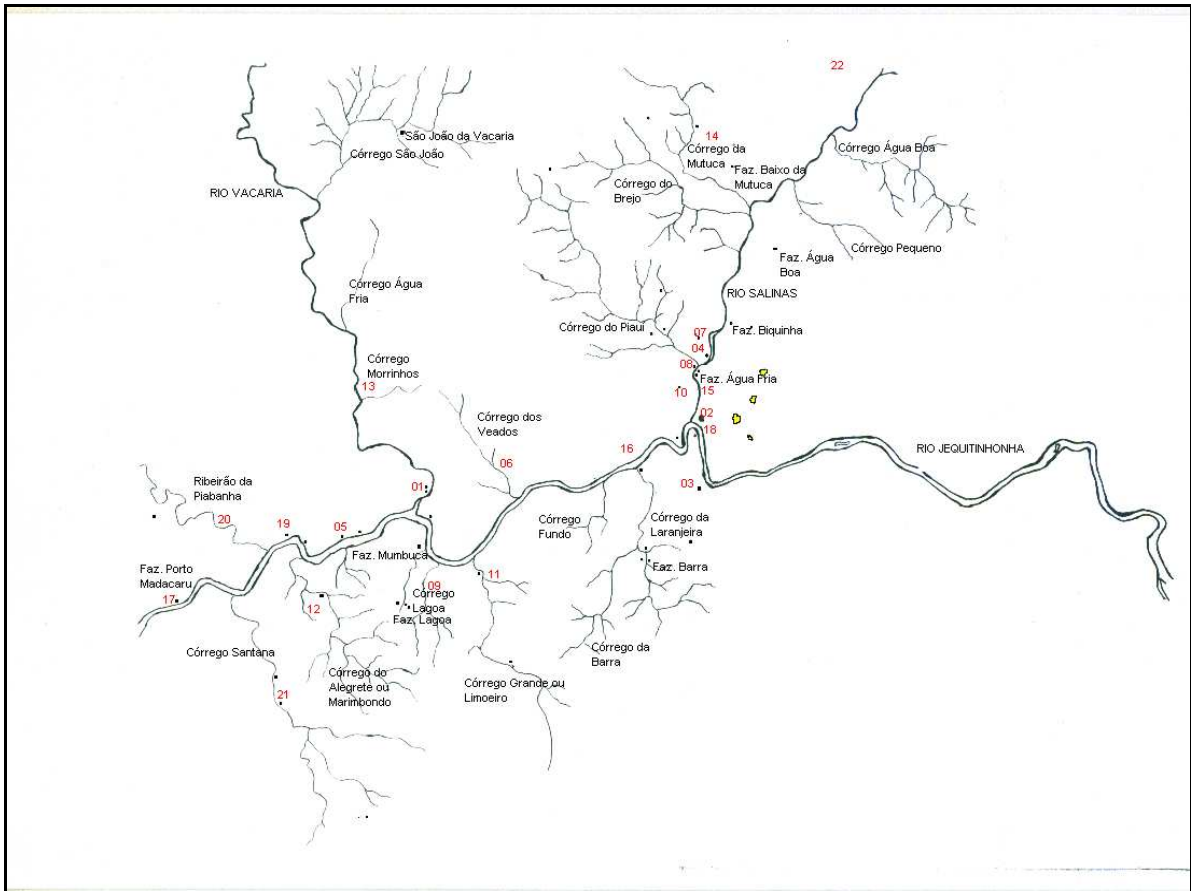 22
São João da Vacaria
14
Córrego São João
Córrego da
Mutuca
Córrego Água Boa
Faz. Baixo da
Mutuca
Córrego do
Brejo
RIO VACARIA
Córrego Pequeno
Faz. Água
Boa
Córrego Água
Fria
RIO SALINAS
Córrego do Piaui
07
Faz. Biquinha
04
Córrego
Morrinhos
08
Faz. Água Fria
13
10
15
Córrego dos
Veados
02
18
16
RIO JEQUITINHONHA
06
Ribeirão da
Piabanha
01
03
20
19
05
Córrego
Fundo
Córrego da
Laranjeira
Faz. Mumbuca
Faz. Porto
Madacaru
17
09
11
Faz. Barra
12
Córrego
Lagoa
Faz. Lagoa
Córrego Santana
Córrego da
Barra
Córrego do
Alegrete ou
Marimbondo
Córrego Grande ou
Limoeiro
21